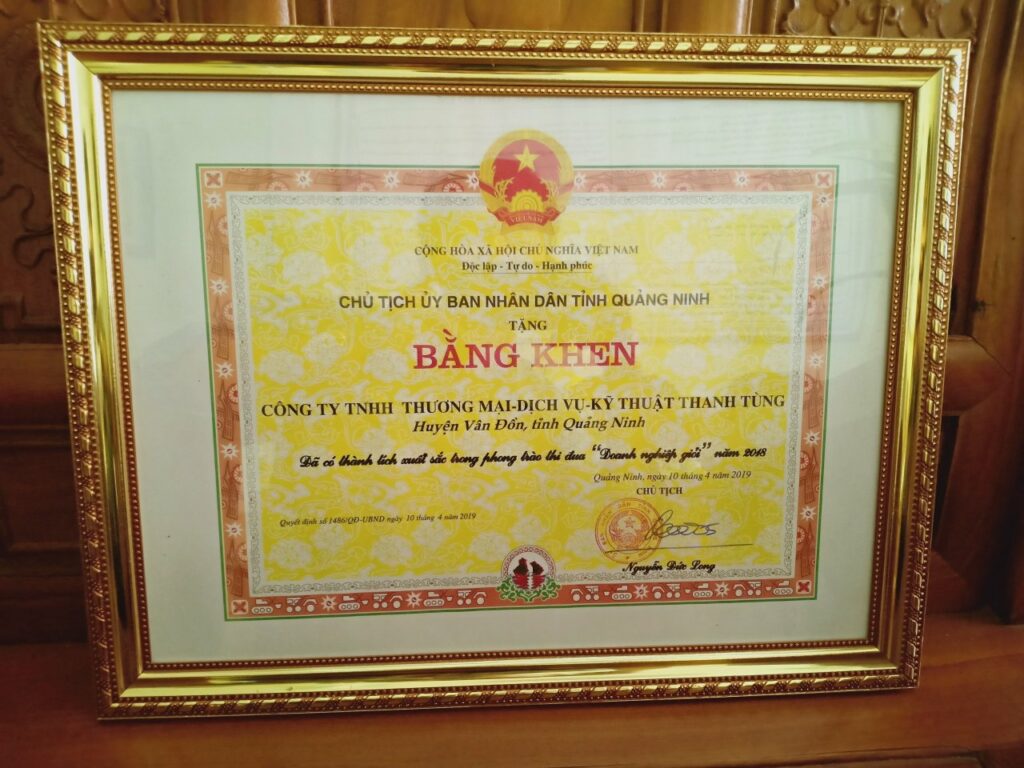 VIỆT NAM
CỘNG HÒA XÃ HỘI CHỦ NGHĨA VIỆT NAM
Độc lập - Tự do - Hạnh phúc
CHỦ TỊCH ỦY BAN NHÂN DÂN TỈNH QUẢNG NINH
TẶNG
BẰNG KHEN
CÔNG TY TNHH THƯƠNG MẠI-DỊCH VỤ-KỸ THUẬT THANH TÙNG
Huyện Vân Đồn, tỉnh Quảng Ninh
Đã có thành tích xuất sắc trong phong trào thi đua “Doanh nghiệp giỏi” năm 2018
Quảng Ninh, ngày 10 tháng 4 năm 2019
CHỦ TỊCH
Quyết định số 1486/QĐ-UBND ngày 10 tháng 4 năm 2019
Nguyễn Đức Long